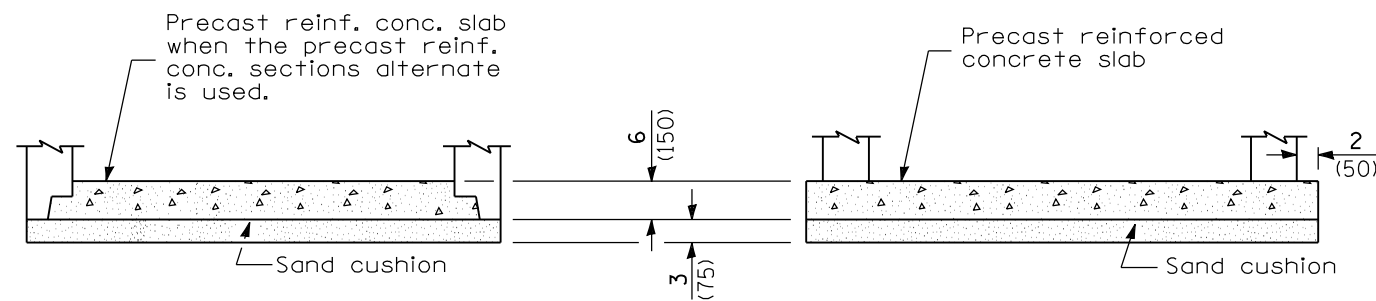 Precast reinf. conc. slab
when the precast reinf.
conc. sections alternate
is used.
Precast reinforced
concrete slab
6
(150)
2
(50)
3
(75)
Sand cushion
Sand cushion